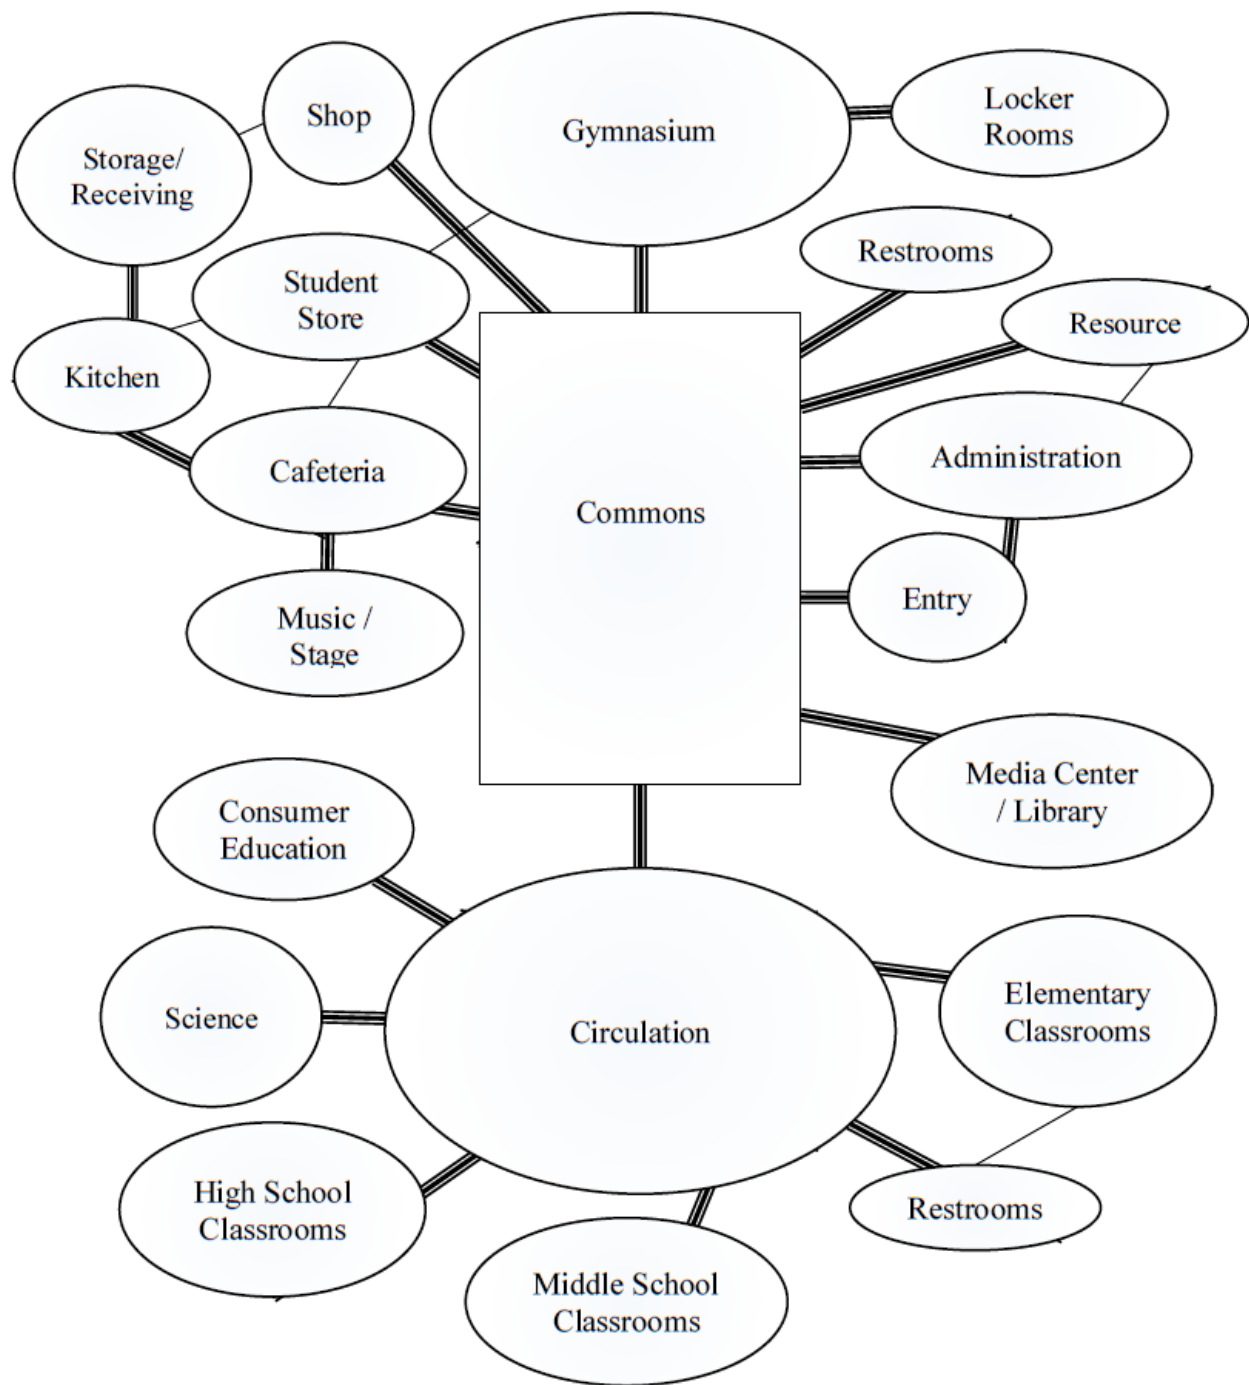 Shop
Gymnasium
Locker
Rooms
Storage/
Receiving
Student
Store
Restrooms
Resource
Kitchen
Cafeteria
Commons
Administration
Entry
Music /
Stage
Media Center
/ Library
Consumer
Education
Science
Circulation
Elementary
Classrooms
High School
Classrooms
Restrooms
Middle School
Classrooms